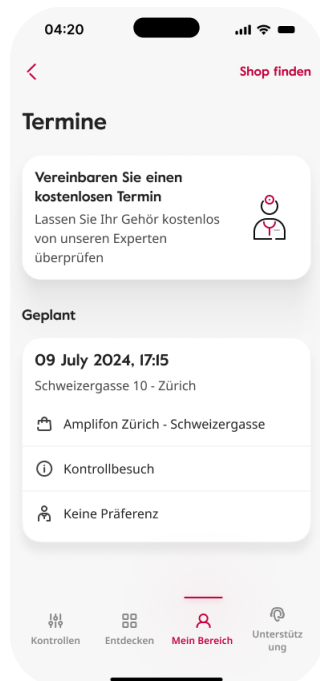 04:20
Shop finden
Termine
Vereinbaren Sie einen
kostenlosen Termin
Lassen Sie Ihr Gehör kostenlos
von unseren Experten
überprüfen
Geplant
09 July 2024, 17:15
Schweizergasse 10 - Zürich
Amplifon Zürich - Schweizergasse
Kontrollbesuch
Keine Präferenz
Kontrollen
Entdecken
Mein Bereich
Unterstütz
ung